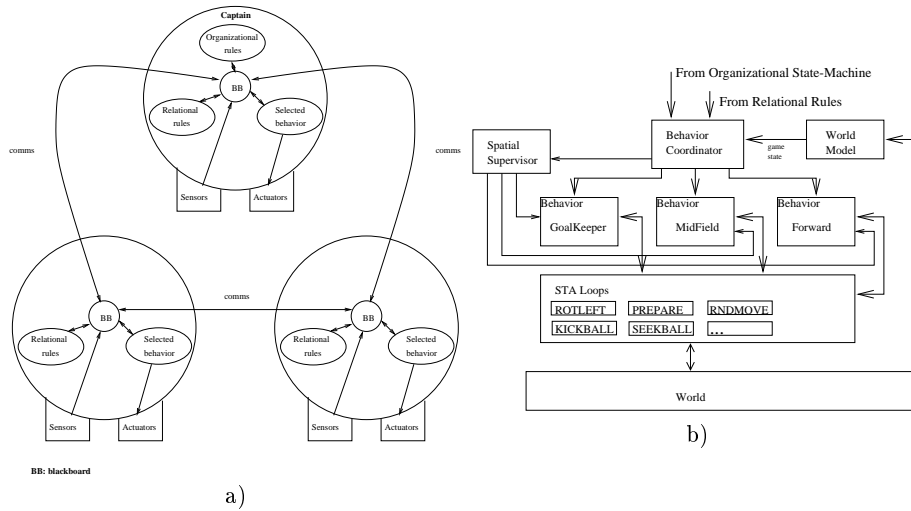 Captain
Organizational
rules
BB
Relational
rules
Selected
behavior
comms
comms
Sensors
Actuators
comms
BB
Relational
rules
Selected
behavior
Sensors
Actuators
BB
Relational
rules
Selected
behavior
Sensors
Actuators
BB: blackboard
a)
From Organizational State-Machine
From Relational Rules
Spatial
Supervisor
Behavior
Coordinator
game
state
World
Model
Behavior
GoalKeeper
Behavior
MidField
Behavior
Forward
STA Loops
ROTLEFT
PREPARE
RNDMOVE
KICKBALL
SEEKBALL
...
World
b)